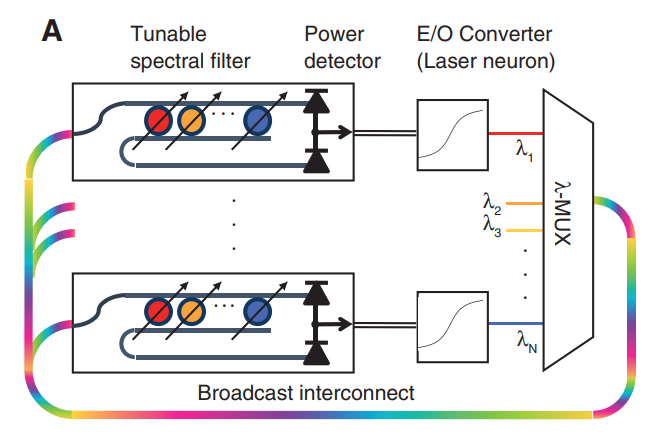 A
Tunable
spectral filter
Power
detector
E/O Converter
(Laser neuron)
...
λ1
λ2
λ3
λ-MUX
...
λN
Broadcast interconnect